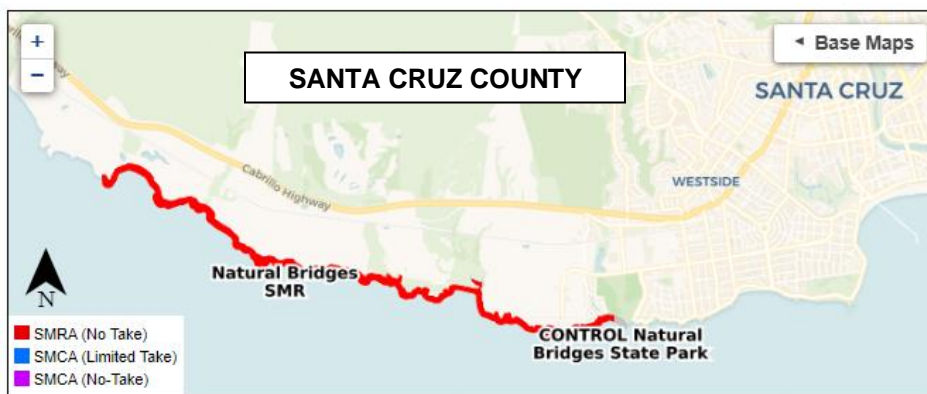 +
−
SANTA CRUZ COUNTY
◄ Base Maps
SANTA CRUZ
WESTSIDE
Cabrillo Highway
Natural Bridges
SMR
CONTROL Natural
Bridges State Park
N
SMRA (No Take)
SMCA (Limited Take)
SMCA (No-Take)